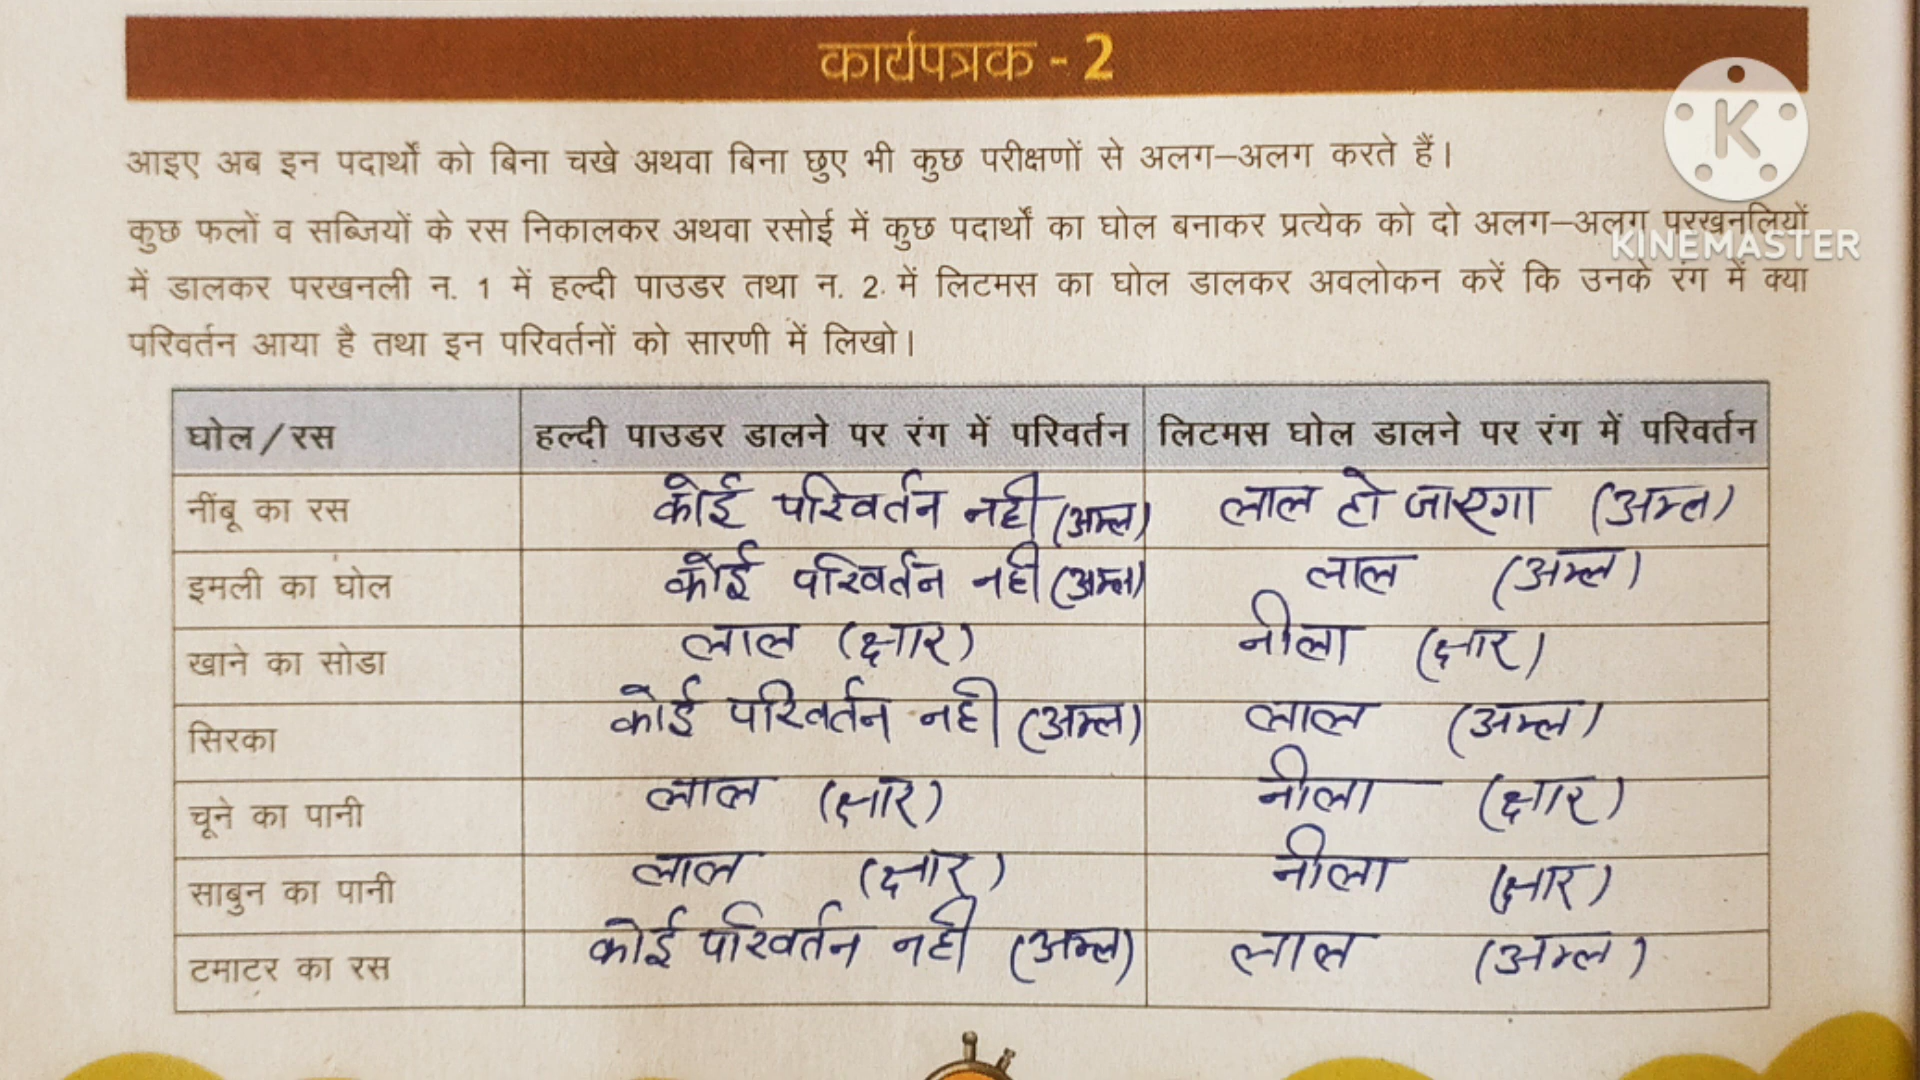 कार्यपत्रक - 2
K
आइए अब इन पदार्थों को बिना चखे अथवा बिना छुए भी कुछ परीक्षणों से अलग–अलग करते हैं।
कुछ फलों व सब्जियों के रस निकालकर अथवा रसोई में कुछ पदार्थों का घोल बनाकर प्रत्येक को दो अलग–अलग परखनलियों
KINEMASTER
में डालकर परखनली न. 1 में हल्दी पाउडर तथा न. 2. में लिटमस का घोल डालकर अवलोकन करें कि उनके रंग में क्या
परिवर्तन आया है तथा इन परिवर्तनों को सारणी में लिखो।
घोल/रस हल्दी पाउडर डालने पर रंग में परिवर्तन लिटमस घोल डालने पर रंग में परिवर्तन
नींबू का रस कोई परिवर्तन नही (अम्ल) लाल हो जाएगा (अम्ल)
इमली का घोल कोई परिवर्तन नही (अम्ल) लाल (अम्ल)
खाने का सोडा लाल (क्षार) नीला (क्षार)
सिरका कोई परिवर्तन नही (अम्ल) लाल (अम्ल)
चूने का पानी लाल (क्षार) नीला (क्षार)
साबुन का पानी लाल (क्षार) नीला (क्षार)
टमाटर का रस कोई परिवर्तन नही (अम्ल) लाल (अम्ल)